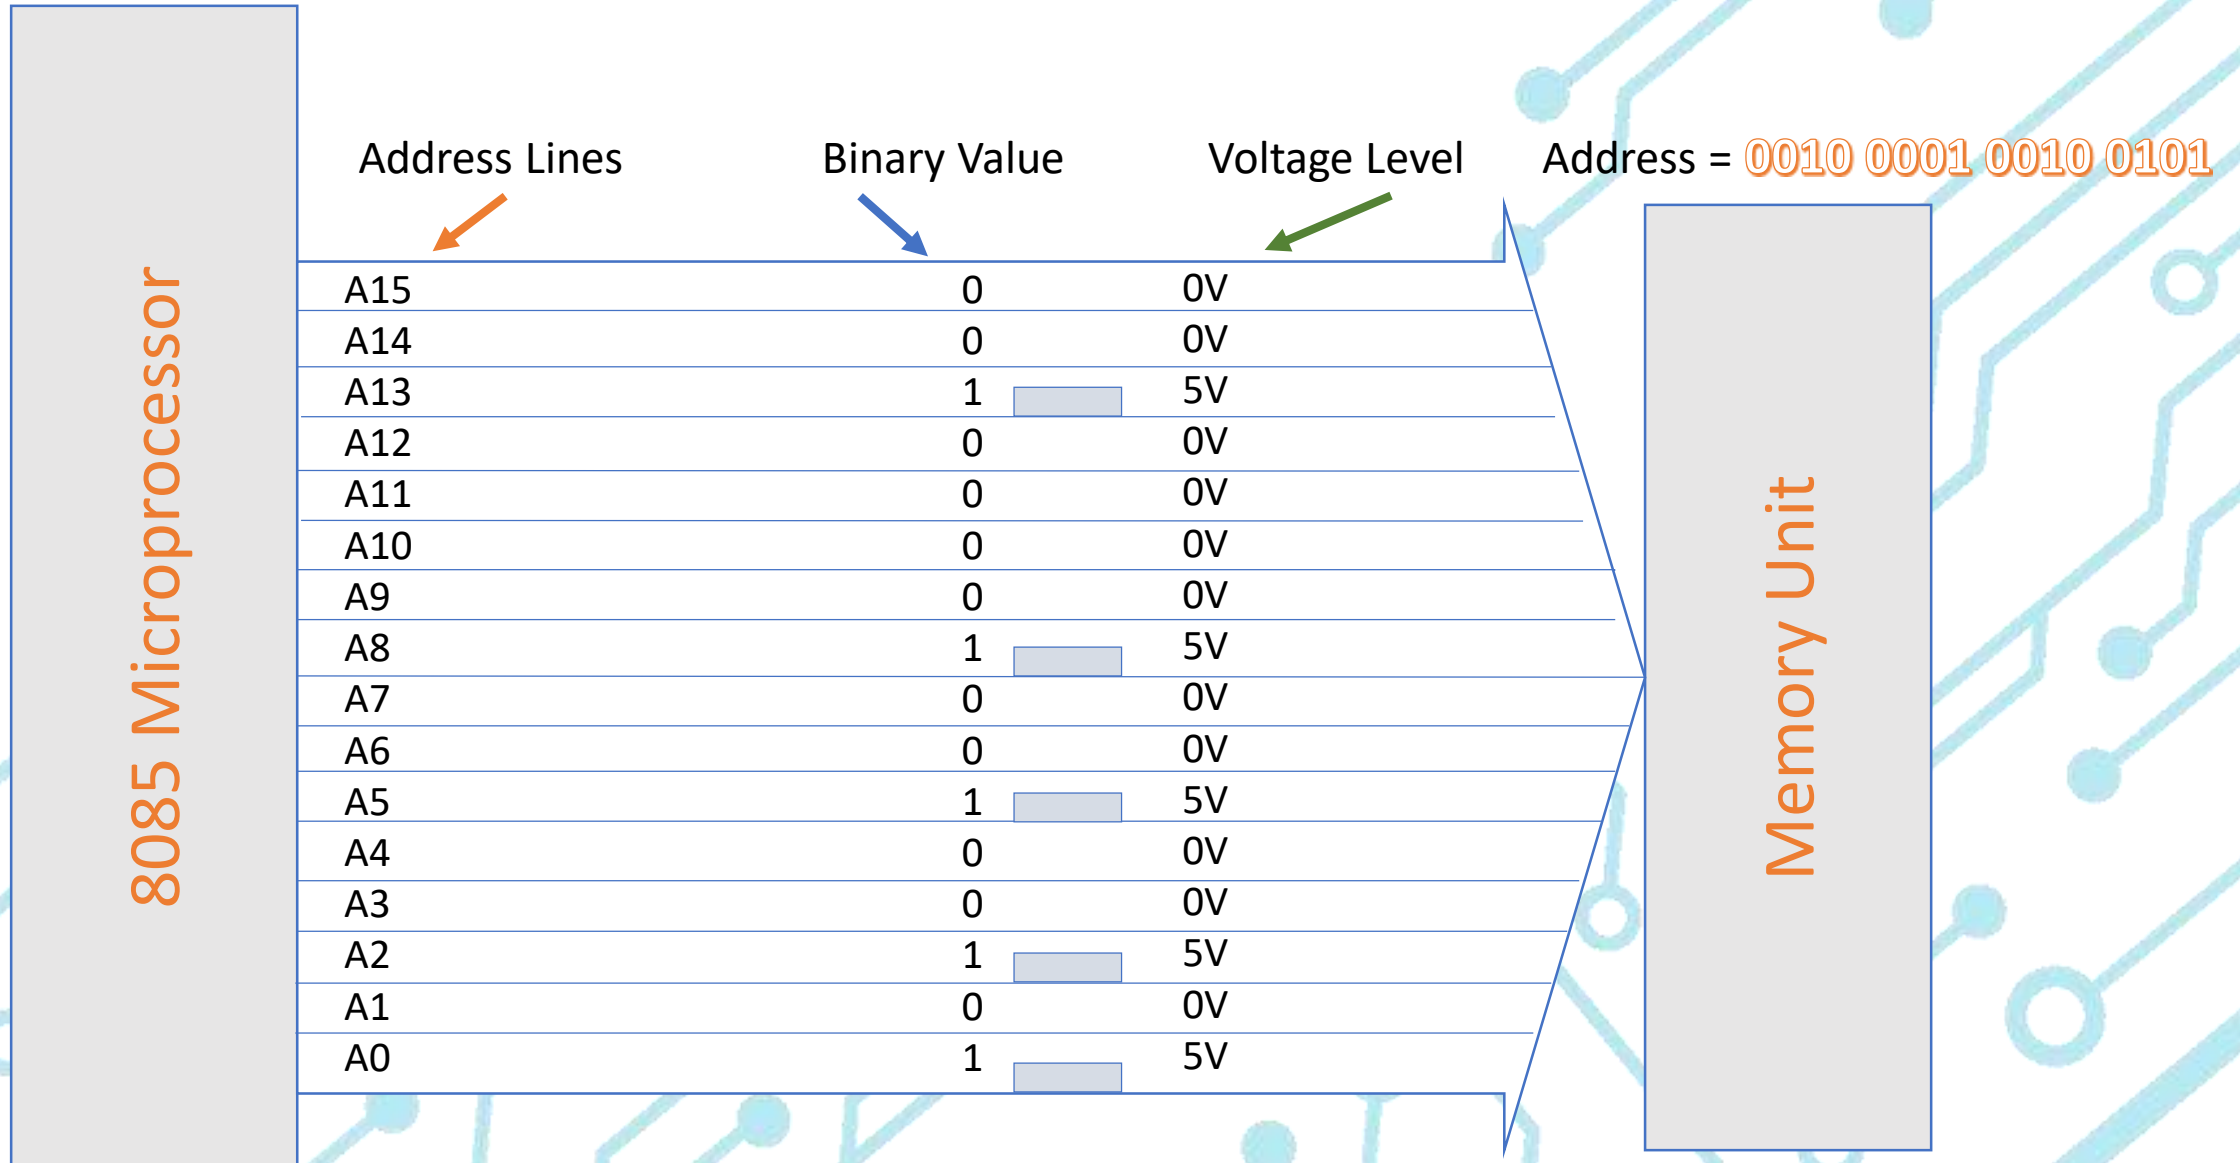 Address Lines Binary Value Voltage Level Address = 0010 0001 0010 0101
8085 Microprocessor
A15 0 0V
A14 0 0V
A13 1 5V
A12 0 0V
A11 0 0V
A10 0 0V
A9 0 0V
A8 1 5V
A7 0 0V
A6 0 0V
A5 1 5V
A4 0 0V
A3 0 0V
A2 1 5V
A1 0 0V
A0 1 5V
Memory Unit